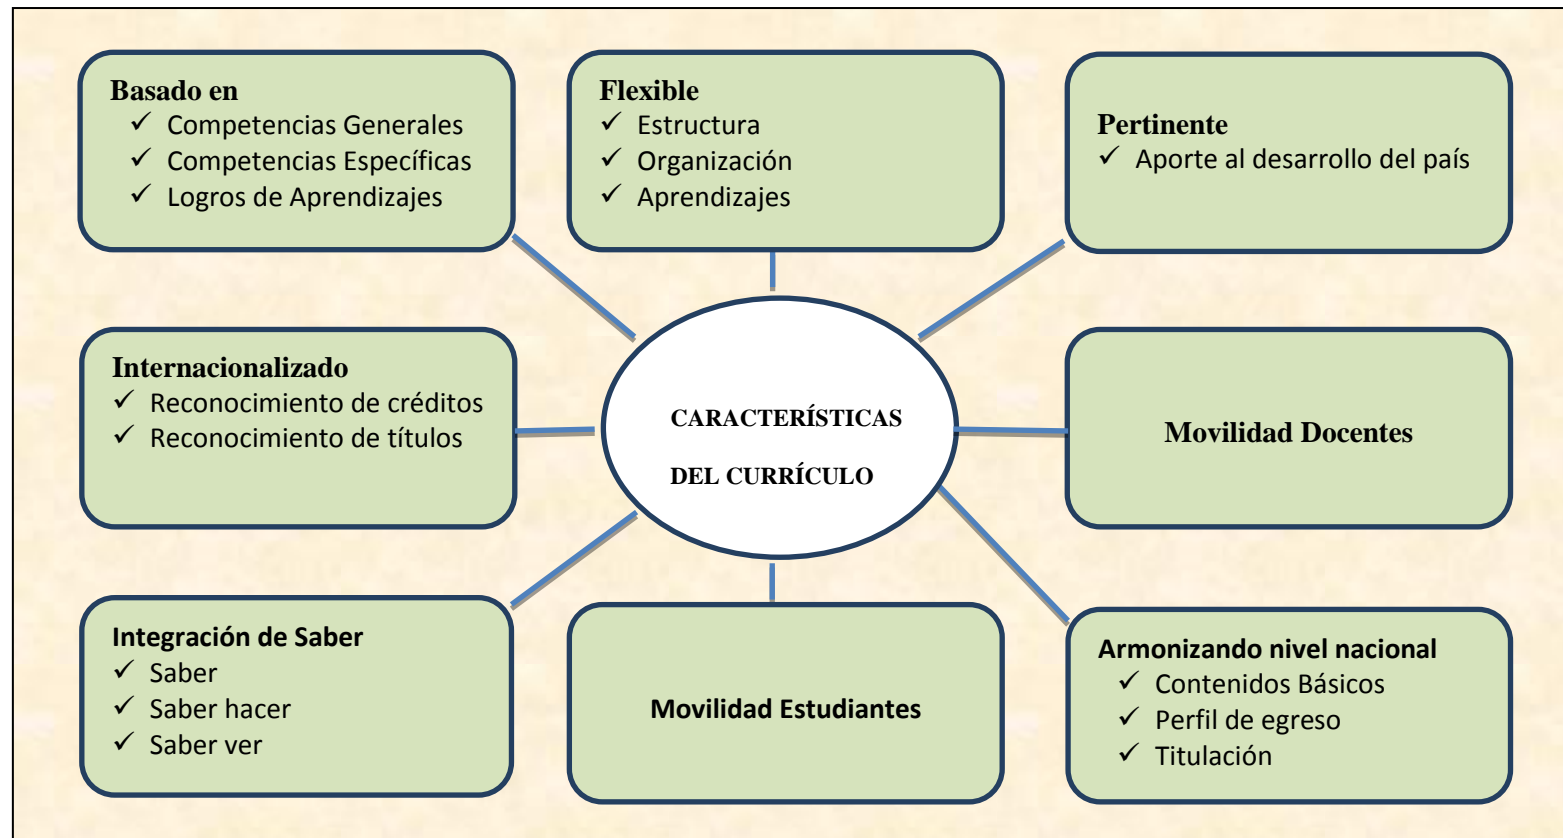 Basado en
✓ Competencias Generales
✓ Competencias Específicas
✓ Logros de Aprendizajes
Flexible
✓ Estructura
✓ Organización
✓ Aprendizajes
Pertinente
✓ Aporte al desarrollo del país
Internacionalizado
✓ Reconocimiento de créditos
✓ Reconocimiento de títulos
CARACTERÍSTICAS
DEL CURRÍCULO
Movilidad Docentes
Integración de Saber
✓ Saber
✓ Saber hacer
✓ Saber ver
Movilidad Estudiantes
Armonizando nivel nacional
✓ Contenidos Básicos
✓ Perfil de egreso
✓ Titulación